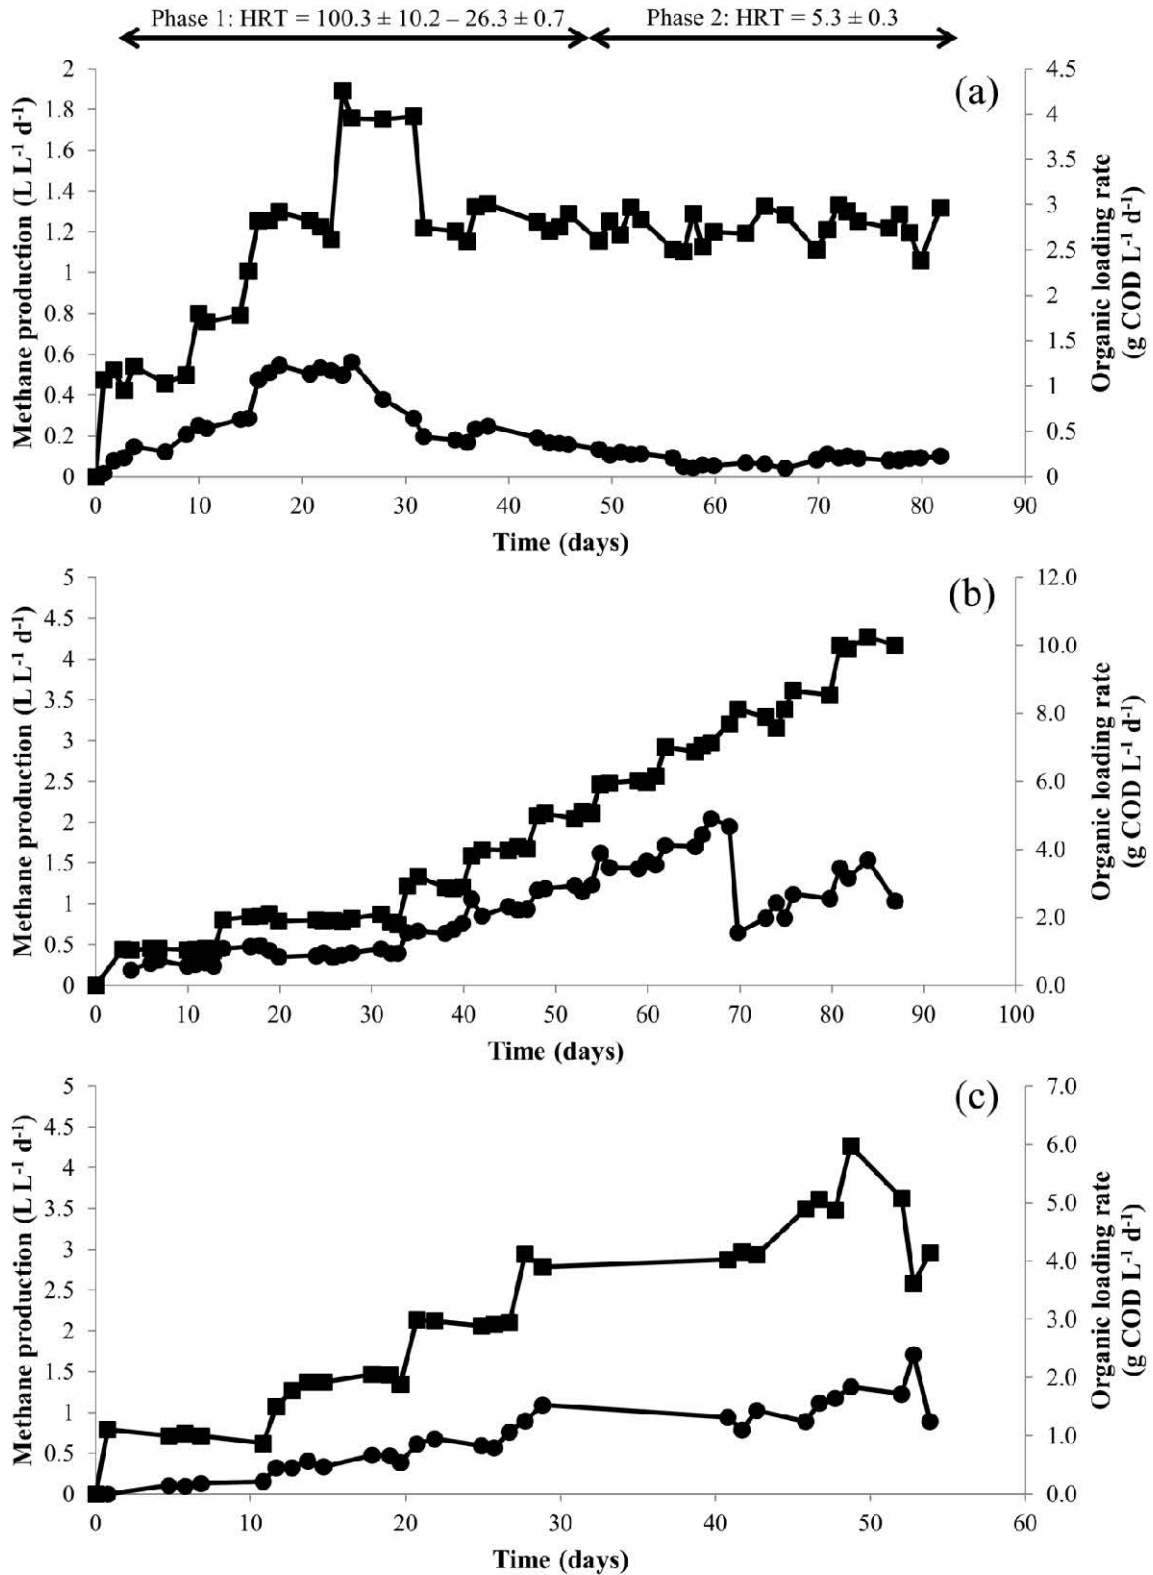 Phase 1: HRT = 100.3 ± 10.2 – 26.3 ± 0.7
Phase 2: HRT = 5.3 ± 0.3
(a)
Methane production (L L⁻¹ d⁻¹)
2
1.8
1.6
1.4
1.2
1
0.8
0.6
0.4
0.2
0
4.5
4
3.5
3
2.5
2
1.5
1
0.5
0
Organic loading rate
(g COD L⁻¹ d⁻¹)
0 10 20 30 40 50 60 70 80 90
Time (days)
(b)
Methane production (L L⁻¹ d⁻¹)
5
4.5
4
3.5
3
2.5
2
1.5
1
0.5
0
12.0
10.0
8.0
6.0
4.0
2.0
0.0
Organic loading rate
(g COD L⁻¹ d⁻¹)
0 10 20 30 40 50 60 70 80 90 100
Time (days)
(c)
Methane production (L L⁻¹ d⁻¹)
5
4.5
4
3.5
3
2.5
2
1.5
1
0.5
0
7.0
6.0
5.0
4.0
3.0
2.0
1.0
0.0
Organic loading rate
(g COD L⁻¹ d⁻¹)
0 10 20 30 40 50 60
Time (days)